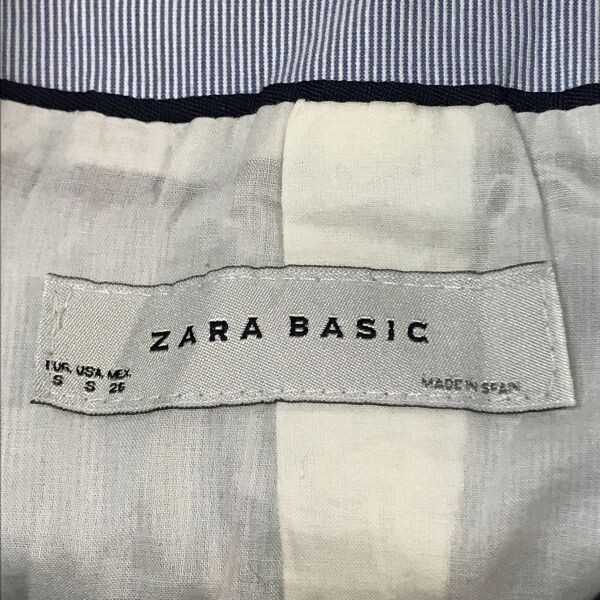 ZARA BASIC
EUR. USA. MEX.
S S 26
MADE IN SPAIN